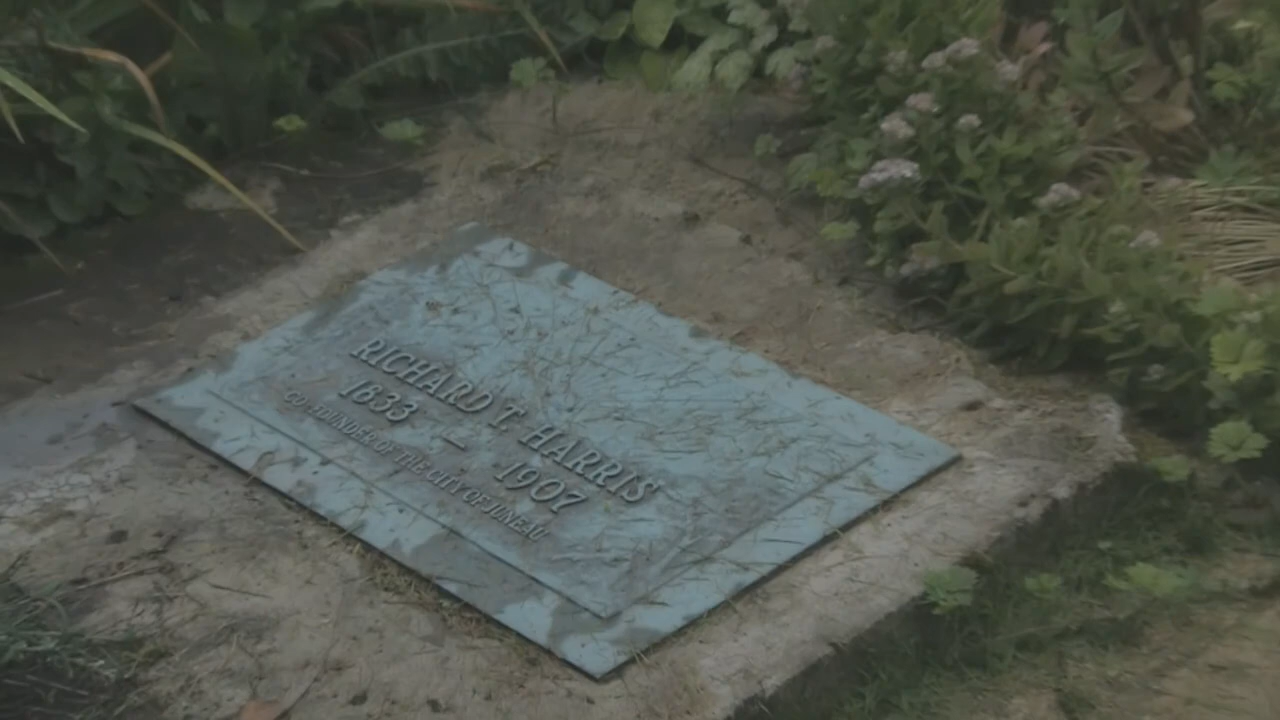 RICHARD T. HARRIS
1833 – 1907
CO-FOUNDER OF THE CITY OF JUNEAU